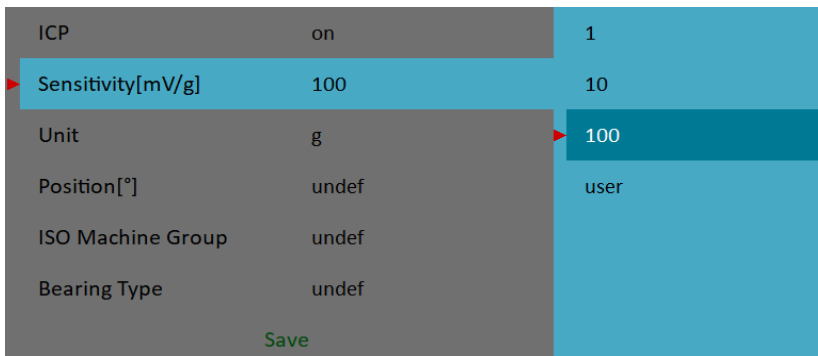 ICP on
Sensitivity[mV/g] 100
Unit g
Position[°] undef
ISO Machine Group undef
Bearing Type undef
Save
1
10
100
user